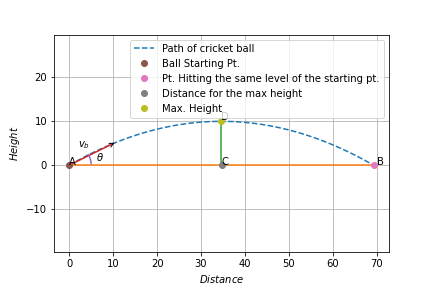 Path of cricket ball
Ball Starting Pt.
Pt. Hitting the same level of the starting pt.
Distance for the max height
Max. Height
20
10
0
−10
Height
v_b
θ
A
B
C
D
0 10 20 30 40 50 60 70
Distance